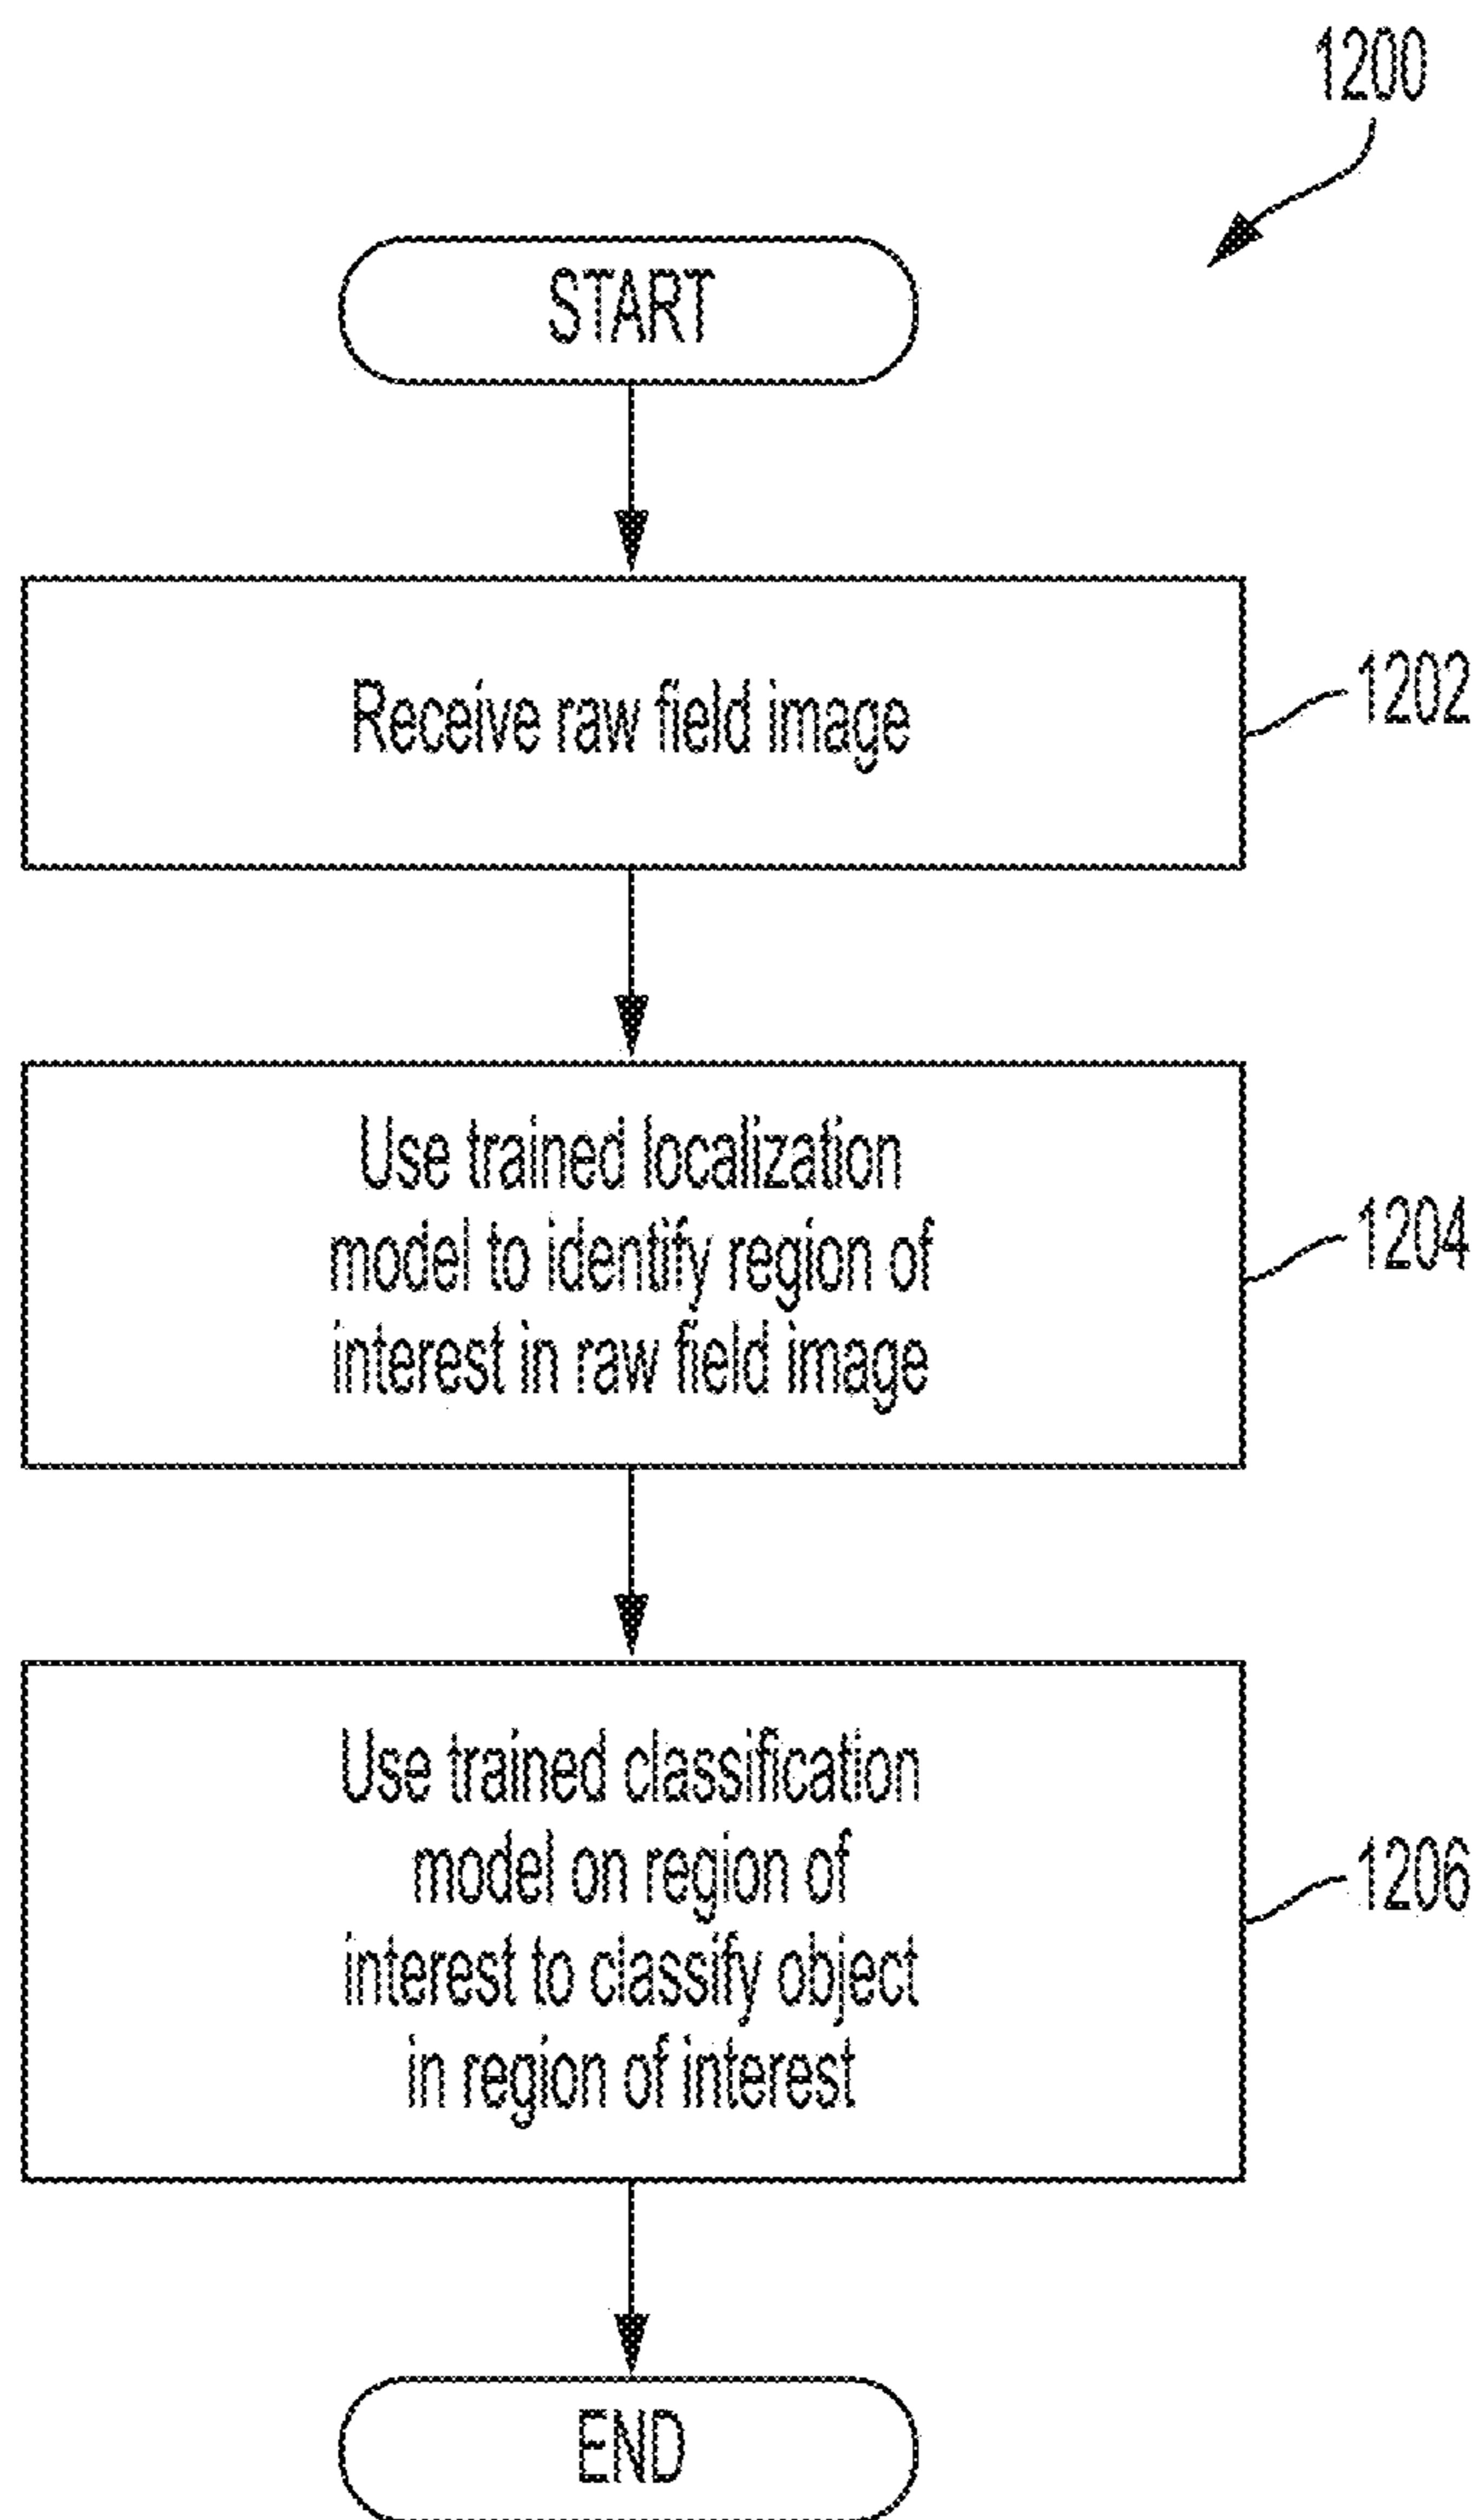 1200
START
Receive raw field image
1202
Use trained localization
model to identify region of
interest in raw field image
1204
Use trained classification
model on region of
interest to classify object
in region of interest
1206
END